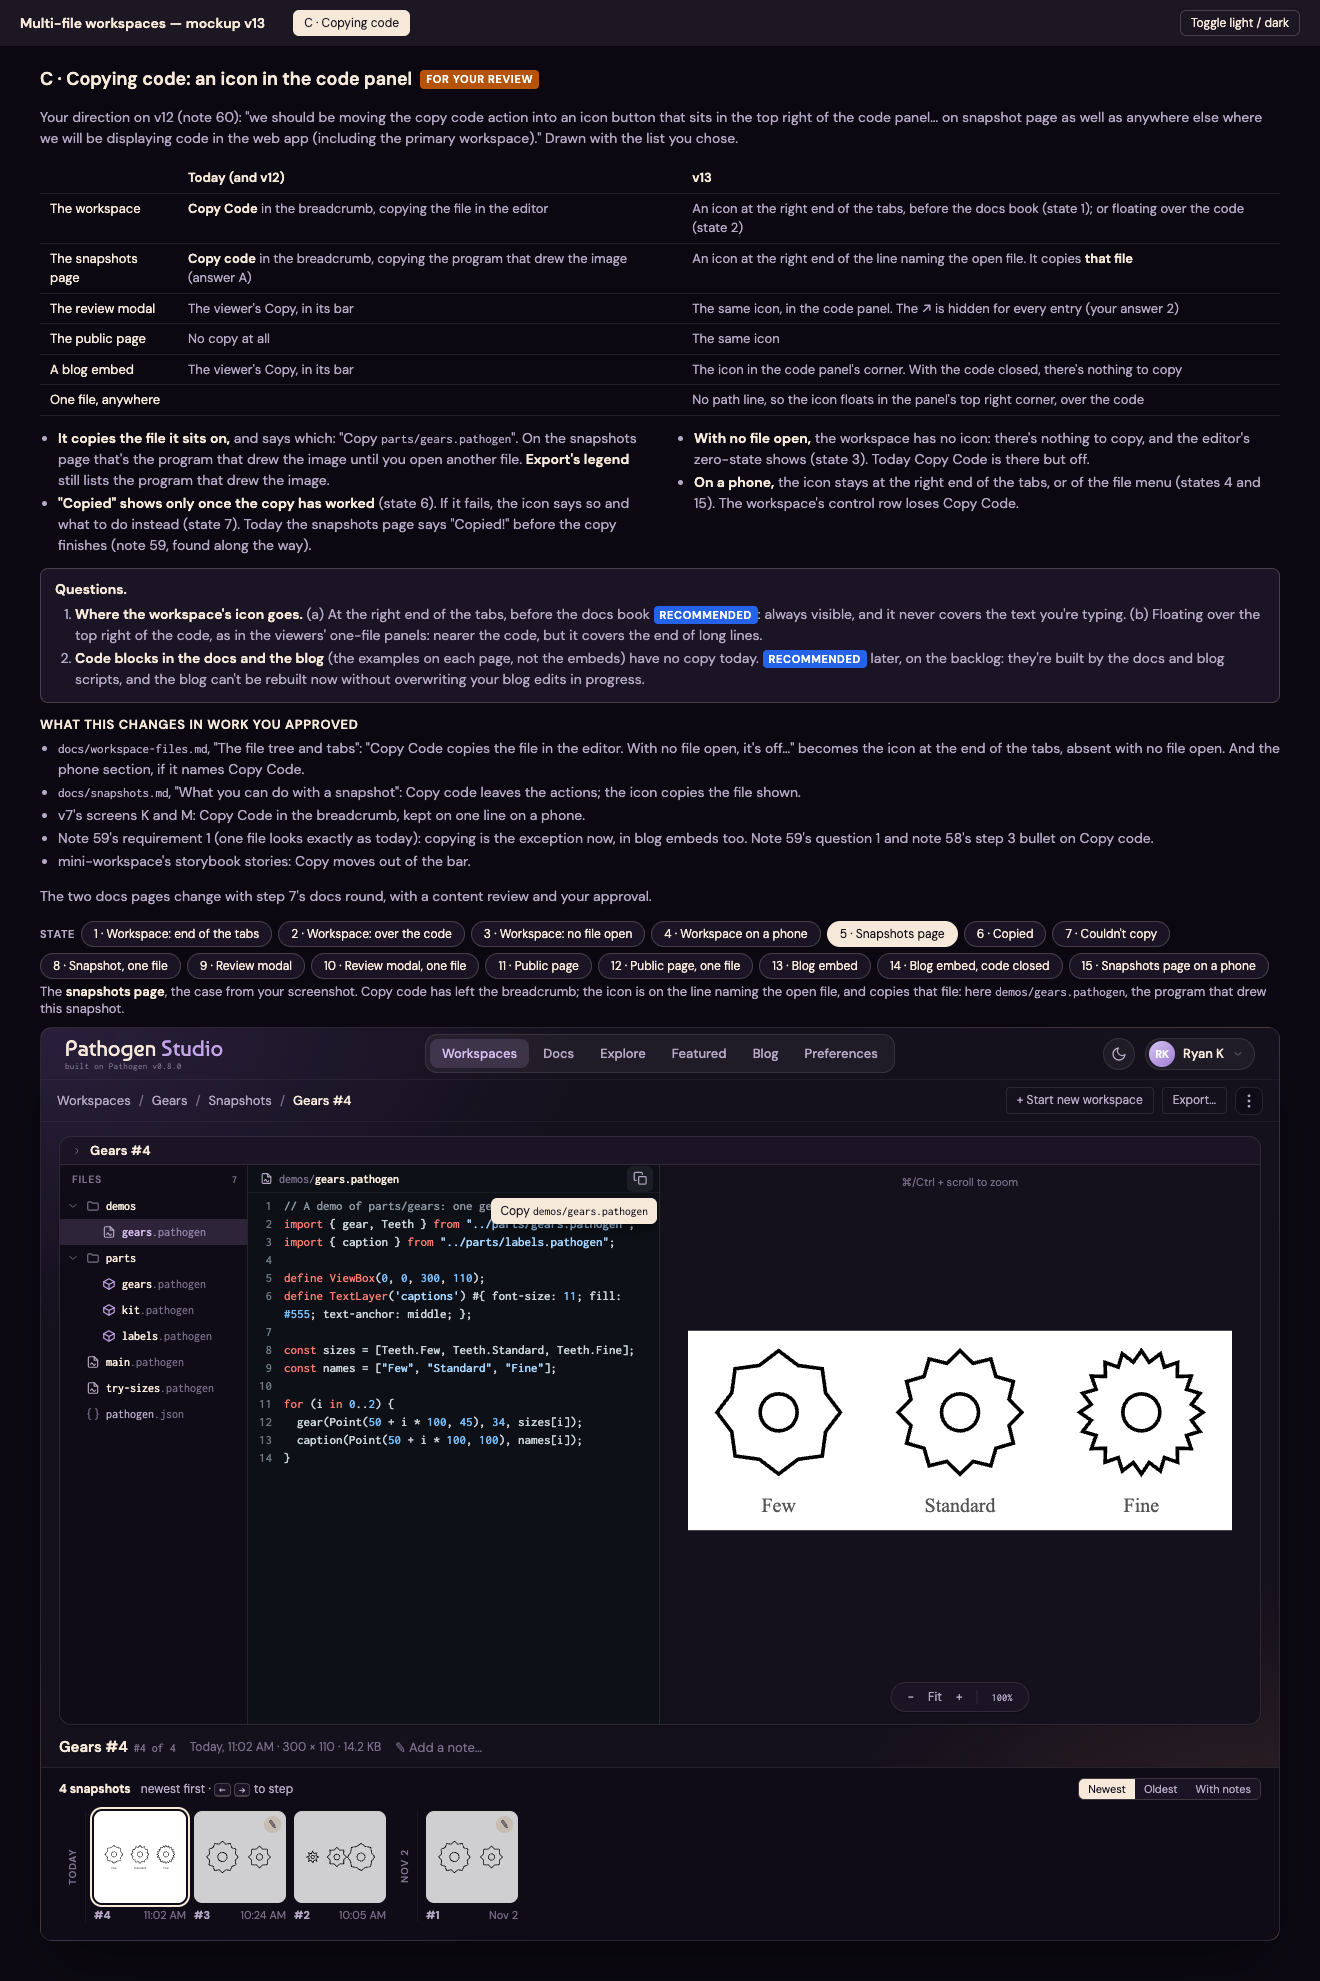 Multi-file workspaces — mockup v13
C · Copying code
Toggle light / dark
C · Copying code: an icon in the code panel
FOR YOUR REVIEW
Your direction on v12 (note 60): "we should be moving the copy code action into an icon button that sits in the top right of the code panel... on snapshot page as well as anywhere else where
we will be displaying code in the web app (including the primary workspace)." Drawn with the list you chose.
Today (and v12)
v13
The workspace
Copy Code in the breadcrumb, copying the file in the editor
An icon at the right end of the tabs, before the docs book (state 1); or floating over the code
(state 2)
The snapshots
page
Copy code in the breadcrumb, copying the program that drew the image
(answer A)
An icon at the right end of the line naming the open file. It copies that file
The review modal
The viewer's Copy, in its bar
The same icon, in the code panel. The ↗ is hidden for every entry (your answer 2)
The public page
No copy at all
The same icon
A blog embed
The viewer's Copy, in its bar
The icon in the code panel's corner. With the code closed, there's nothing to copy
One file, anywhere
No path line, so the icon floats in the panel's top right corner, over the code
• It copies the file it sits on, and says which: "Copy parts/gears.pathogen". On the snapshots
page that's the program that drew the image until you open another file. Export's legend
still lists the program that drew the image.
• "Copied" shows only once the copy has worked (state 6). If it fails, the icon says so and
what to do instead (state 7). Today the snapshots page says "Copied!" before the copy
finishes (note 59, found along the way).
• With no file open, the workspace has no icon: there's nothing to copy, and the editor's
zero-state shows (state 3). Today Copy Code is there but off.
• On a phone, the icon stays at the right end of the tabs, or of the file menu (states 4 and
15). The workspace's control row loses Copy Code.
Questions.
1. Where the workspace's icon goes. (a) At the right end of the tabs, before the docs book RECOMMENDED: always visible, and it never covers the text you're typing. (b) Floating over the
top right of the code, as in the viewers' one-file panels: nearer the code, but it covers the end of long lines.
2. Code blocks in the docs and the blog (the examples on each page, not the embeds) have no copy today. RECOMMENDED later, on the backlog: they're built by the docs and blog
scripts, and the blog can't be rebuilt now without overwriting your blog edits in progress.
WHAT THIS CHANGES IN WORK YOU APPROVED
• docs/workspace-files.md, "The file tree and tabs": "Copy Code copies the file in the editor. With no file open, it's off..." becomes the icon at the end of the tabs, absent with no file open. And the
phone section, if it names Copy Code.
• docs/snapshots.md, "What you can do with a snapshot": Copy code leaves the actions; the icon copies the file shown.
• v7's screens K and M: Copy Code in the breadcrumb, kept on one line on a phone.
• Note 59's requirement 1 (one file looks exactly as today): copying is the exception now, in blog embeds too. Note 59's question 1 and note 58's step 3 bullet on Copy code.
• mini-workspace's storybook stories: Copy moves out of the bar.
The two docs pages change with step 7's docs round, with a content review and your approval.
STATE
1 · Workspace: end of the tabs
2 · Workspace: over the code
3 · Workspace: no file open
4 · Workspace on a phone
5 · Snapshots page
6 · Copied
7 · Couldn't copy
8 · Snapshot, one file
9 · Review modal
10 · Review modal, one file
11 · Public page
12 · Public page, one file
13 · Blog embed
14 · Blog embed, code closed
15 · Snapshots page on a phone
The snapshots page, the case from your screenshot. Copy code has left the breadcrumb; the icon is on the line naming the open file, and copies that file: here demos/gears.pathogen, the program that drew
this snapshot.
Pathogen Studio
built on Pathogen v0.8.0
Workspaces
Docs
Explore
Featured
Blog
Preferences
RK
Ryan K
Workspaces / Gears / Snapshots / Gears #4
+ Start new workspace
Export...
Gears #4
FILES
7
demos
gears.pathogen
parts
gears.pathogen
kit.pathogen
labels.pathogen
main.pathogen
try-sizes.pathogen
{} pathogen.json
demos/gears.pathogen
Copy demos/gears.pathogen
1 // A demo of parts/gears: one ge
2 import { gear, Teeth } from "../parts/gears.pathogen";
3 import { caption } from "../parts/labels.pathogen";
4
5 define ViewBox(0, 0, 300, 110);
6 define TextLayer('captions') #{ font-size: 11; fill:
#555; text-anchor: middle; };
7
8 const sizes = [Teeth.Few, Teeth.Standard, Teeth.Fine];
9 const names = ["Few", "Standard", "Fine"];
10
11 for (i in 0..2) {
12 gear(Point(50 + i * 100, 45), 34, sizes[i]);
13 caption(Point(50 + i * 100, 100), names[i]);
14 }
⌘/Ctrl + scroll to zoom
Few
Standard
Fine
− Fit + 100%
Gears #4 #4 of 4 Today, 11:02 AM · 300 × 110 · 14.2 KB ✎ Add a note...
4 snapshots newest first · ← → to step
Newest
Oldest
With notes
TODAY
#4 11:02 AM
#3 10:24 AM
#2 10:05 AM
NOV 2
#1 Nov 2